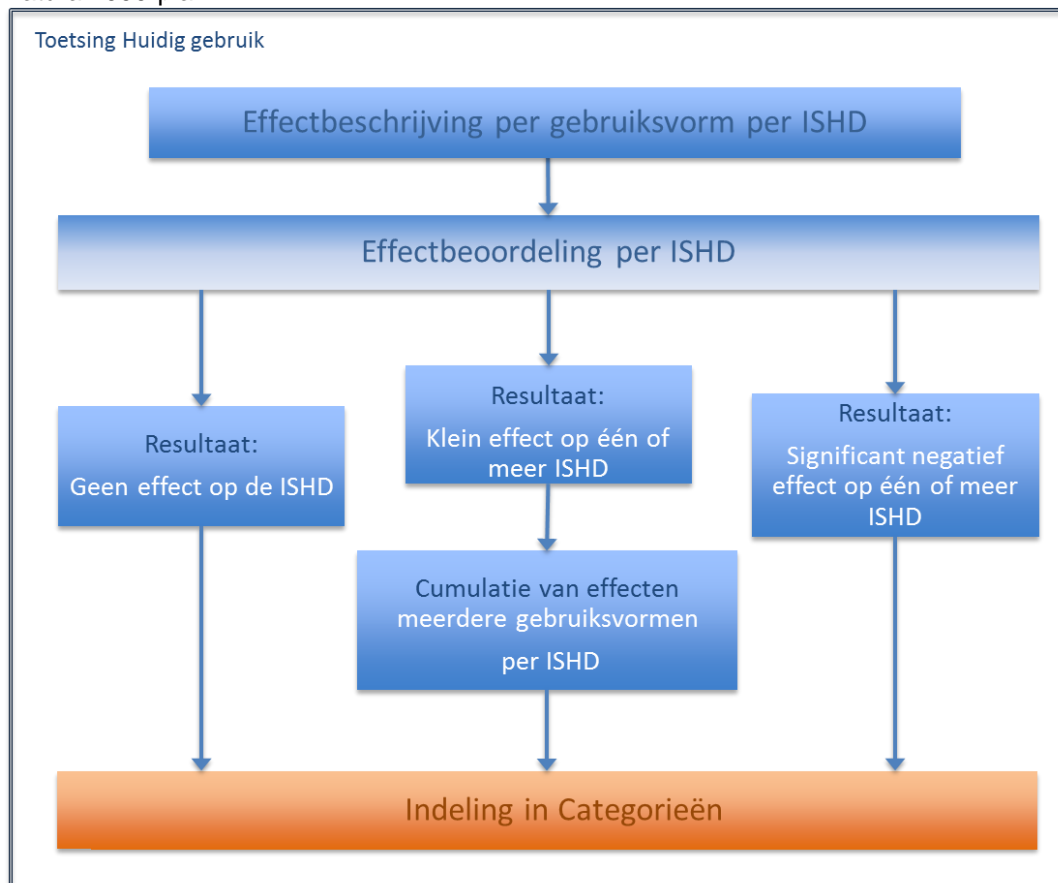 Toetsing Huidig gebruik
Effectbeschrijving per gebruiksvorm per ISHD
Effectbeoordeling per ISHD
Resultaat:
Geen effect op de ISHD
Resultaat:
Klein effect op één of
meer ISHD
Resultaat:
Significant negatief
effect op één of meer
ISHD
Cumulatie van effecten
meerdere gebruiksvormen
per ISHD
Indeling in Categorieën